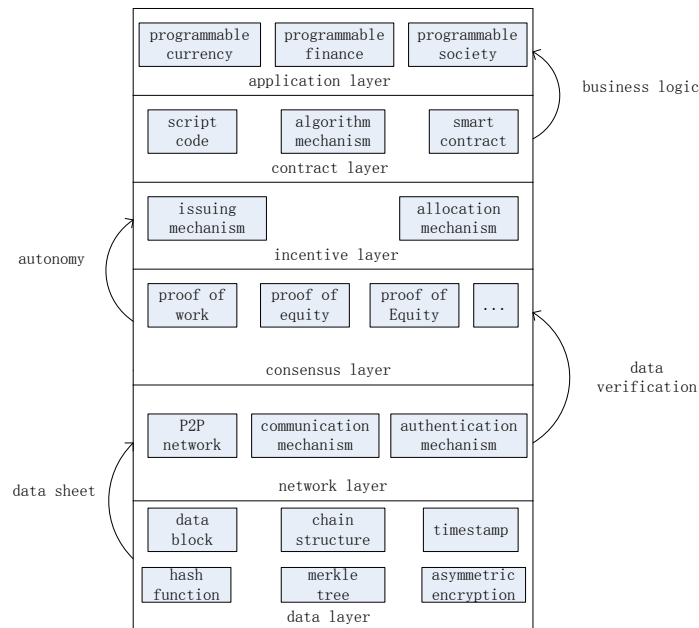 programmable
currency
programmable
finance
programmable
society
application layer
business logic
script
code
algorithm
mechanism
smart
contract
contract layer
issuing
mechanism
allocation
mechanism
incentive layer
autonomy
proof of
work
proof of
equity
proof of
Equity
...
consensus layer
data
verification
P2P
network
communication
mechanism
authentication
mechanism
network layer
data sheet
data
block
chain
structure
timestamp
hash
function
merkle
tree
asymmetric
encryption
data layer